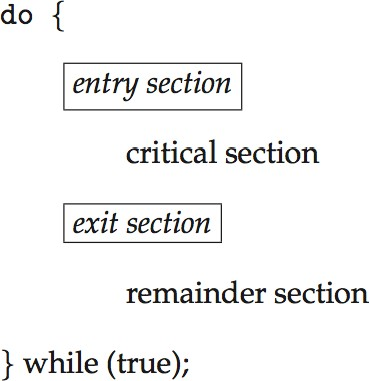 do {
entry section
critical section
exit section
remainder section
} while (true);